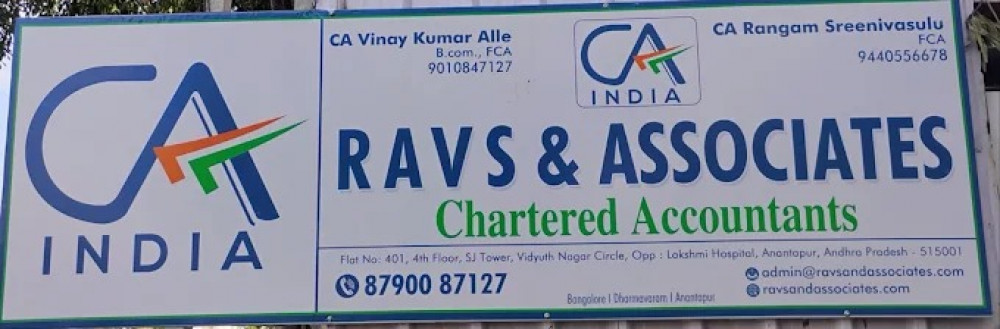 CA
INDIA
CA Vinay Kumar Alle
B.com., FCA
9010847127
CA
INDIA
CA Rangam Sreenivasulu
FCA
9440556678
RAVS & ASSOCIATES
Chartered Accountants
Flat No: 401, 4th Floor, SJ Tower, Vidyuth Nagar Circle, Opp : Lokshmi Hospital, Anantapur, Andhra Pradesh - 515001
87900 87127
admin@ravsandassociates.com
ravsandassociates.com
Bangalore | Dharmavaram | Anantapur